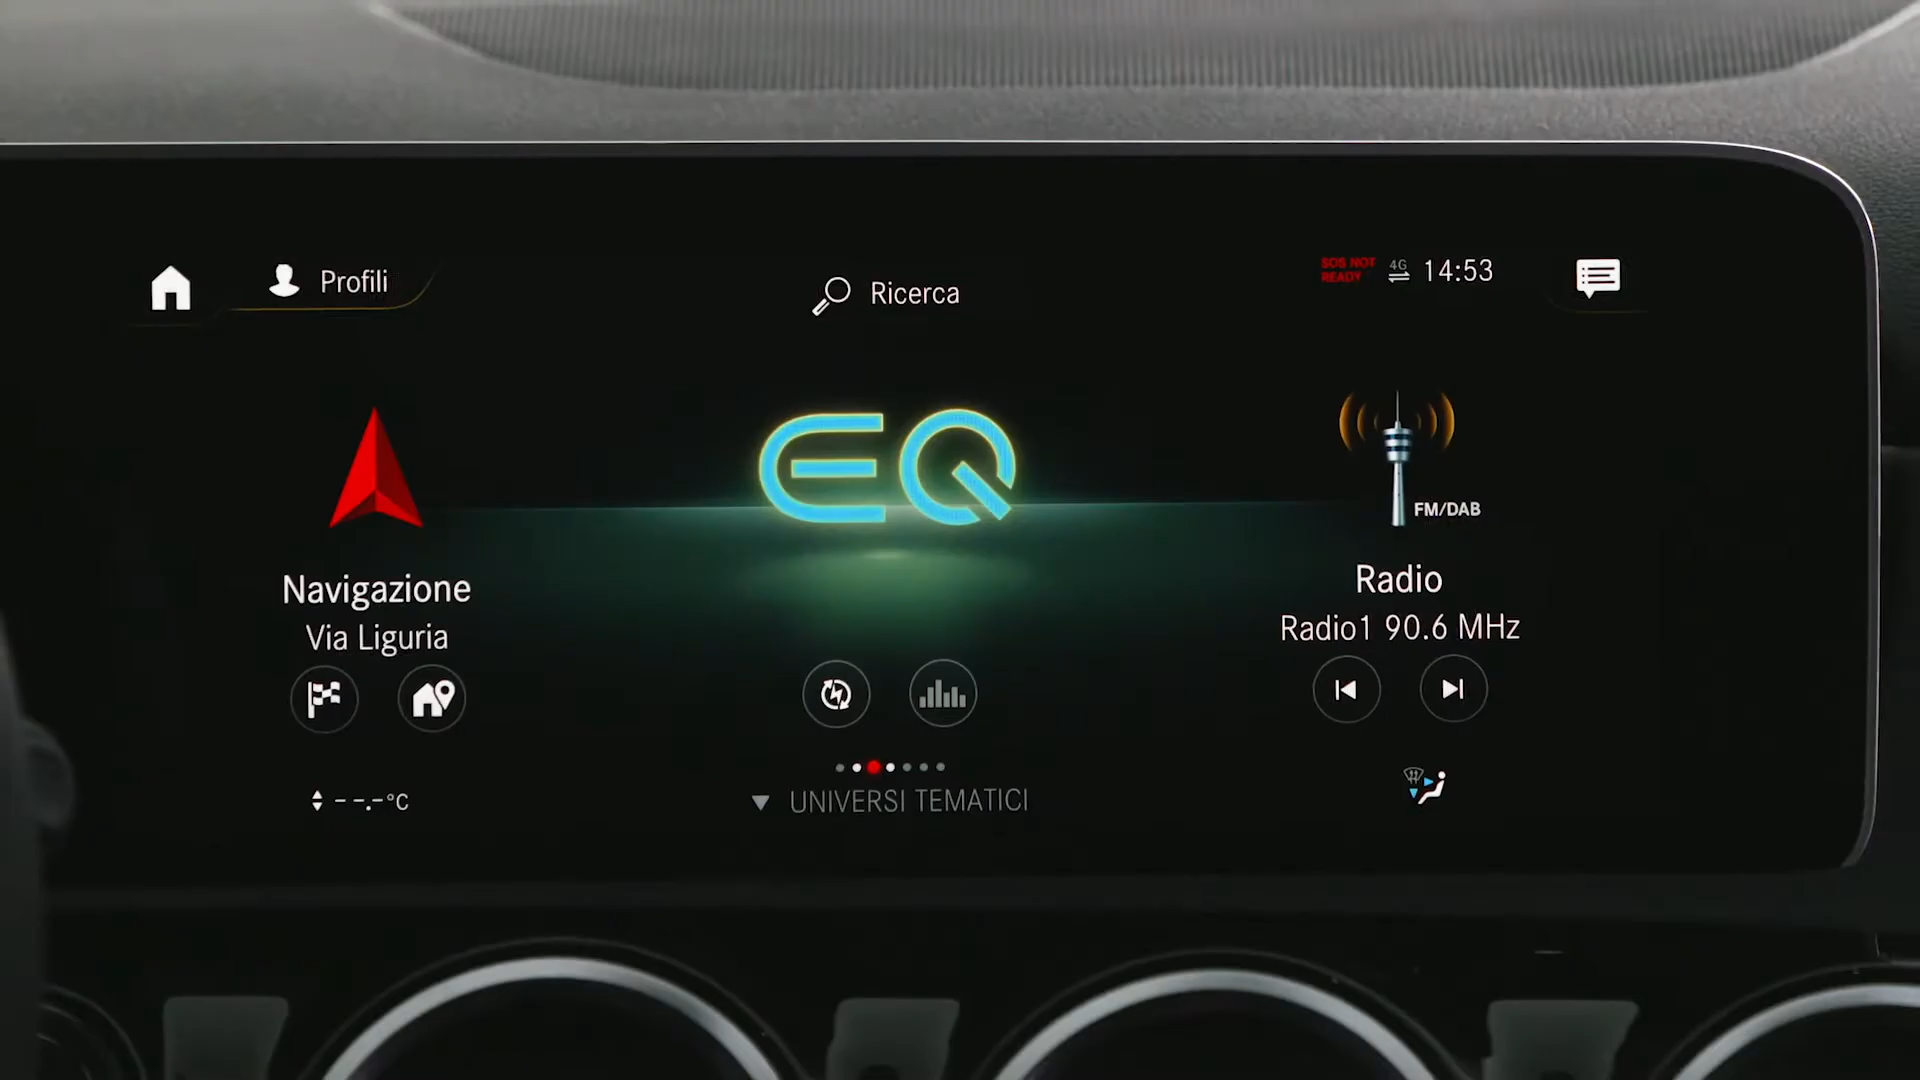 Profili
Ricerca
SOS NOT
READY
4G
14:53
EQ
FM/DAB
Navigazione
Via Liguria
Radio
Radio1 90.6 MHz
--.-°C
UNIVERSI TEMATICI